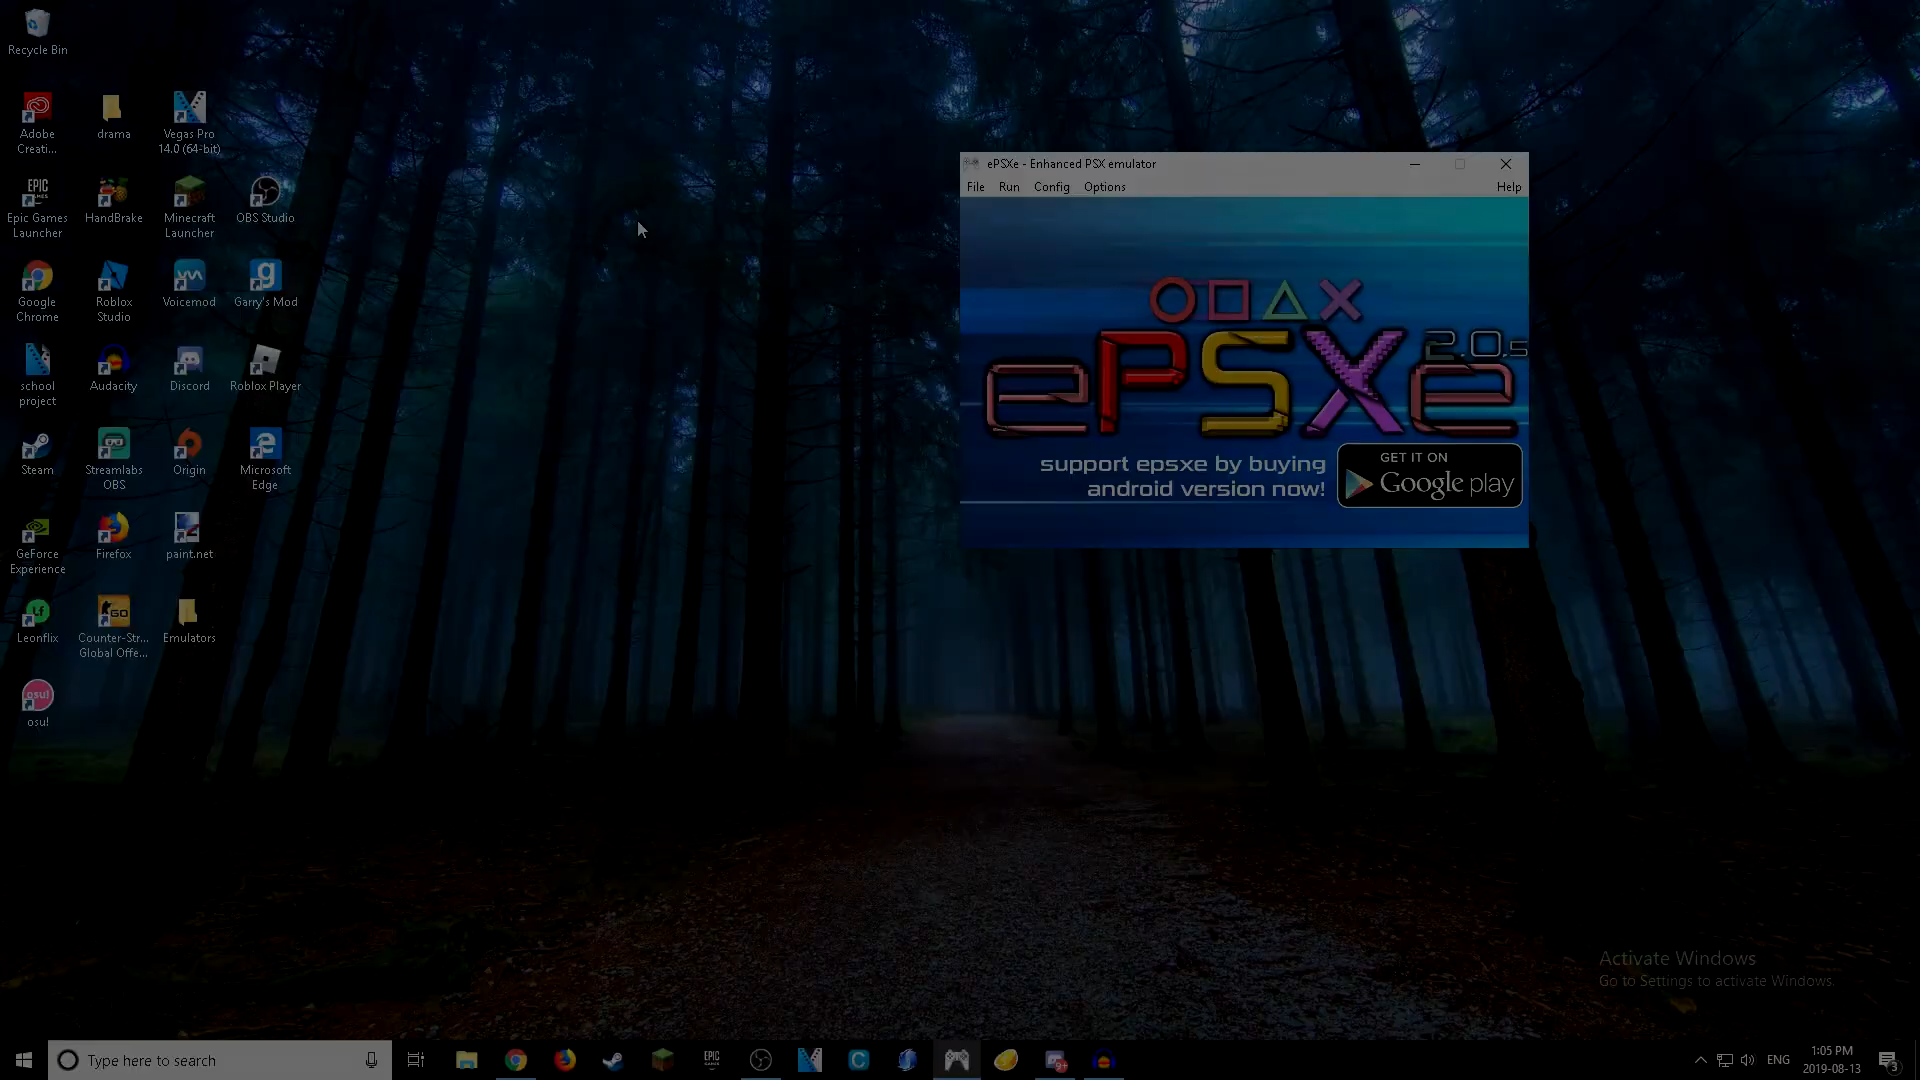 Recycle Bin
Adobe
Creati...
drama
Vegas Pro
14.0 (64-bit)
EPIC
GAMES
Epic Games
Launcher
HandBrake
Minecraft
Launcher
OBS Studio
Google
Chrome
Roblox
Studio
Voicemod
Garry's Mod
school
project
Audacity
Discord
Roblox Player
Steam
Streamlabs
OBS
Origin
Microsoft
Edge
GeForce
Experience
Firefox
paint.net
Leonflix
GO
Counter-Str...
Global Offe...
Emulators
osu!
osu!
ePSXe - Enhanced PSX emulator
File Run Config Options Help
ePSXe 2.0.5
support epsxe by buying
android version now!
GET IT ON
Google play
Activate Windows
Go to Settings to activate Windows.
Type here to search
EPIC
GAMES
9+
ENG
1:05 PM
2019-08-13
3